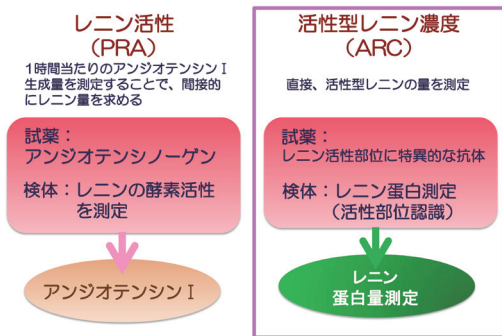 レニン活性
（PRA）
1時間当たりのアンジオテンシンⅠ
生成量を測定することで、間接的
にレニン量を求める
試薬：
アンジオテンシノーゲン
検体：レニンの酵素活性
を測定
アンジオテンシンⅠ
活性型レニン濃度
（ARC）
直接、活性型レニンの量を測定
試薬：
レニン活性部位に特異的な抗体
検体：レニン蛋白測定
（活性部位認識）
レニン
蛋白量測定